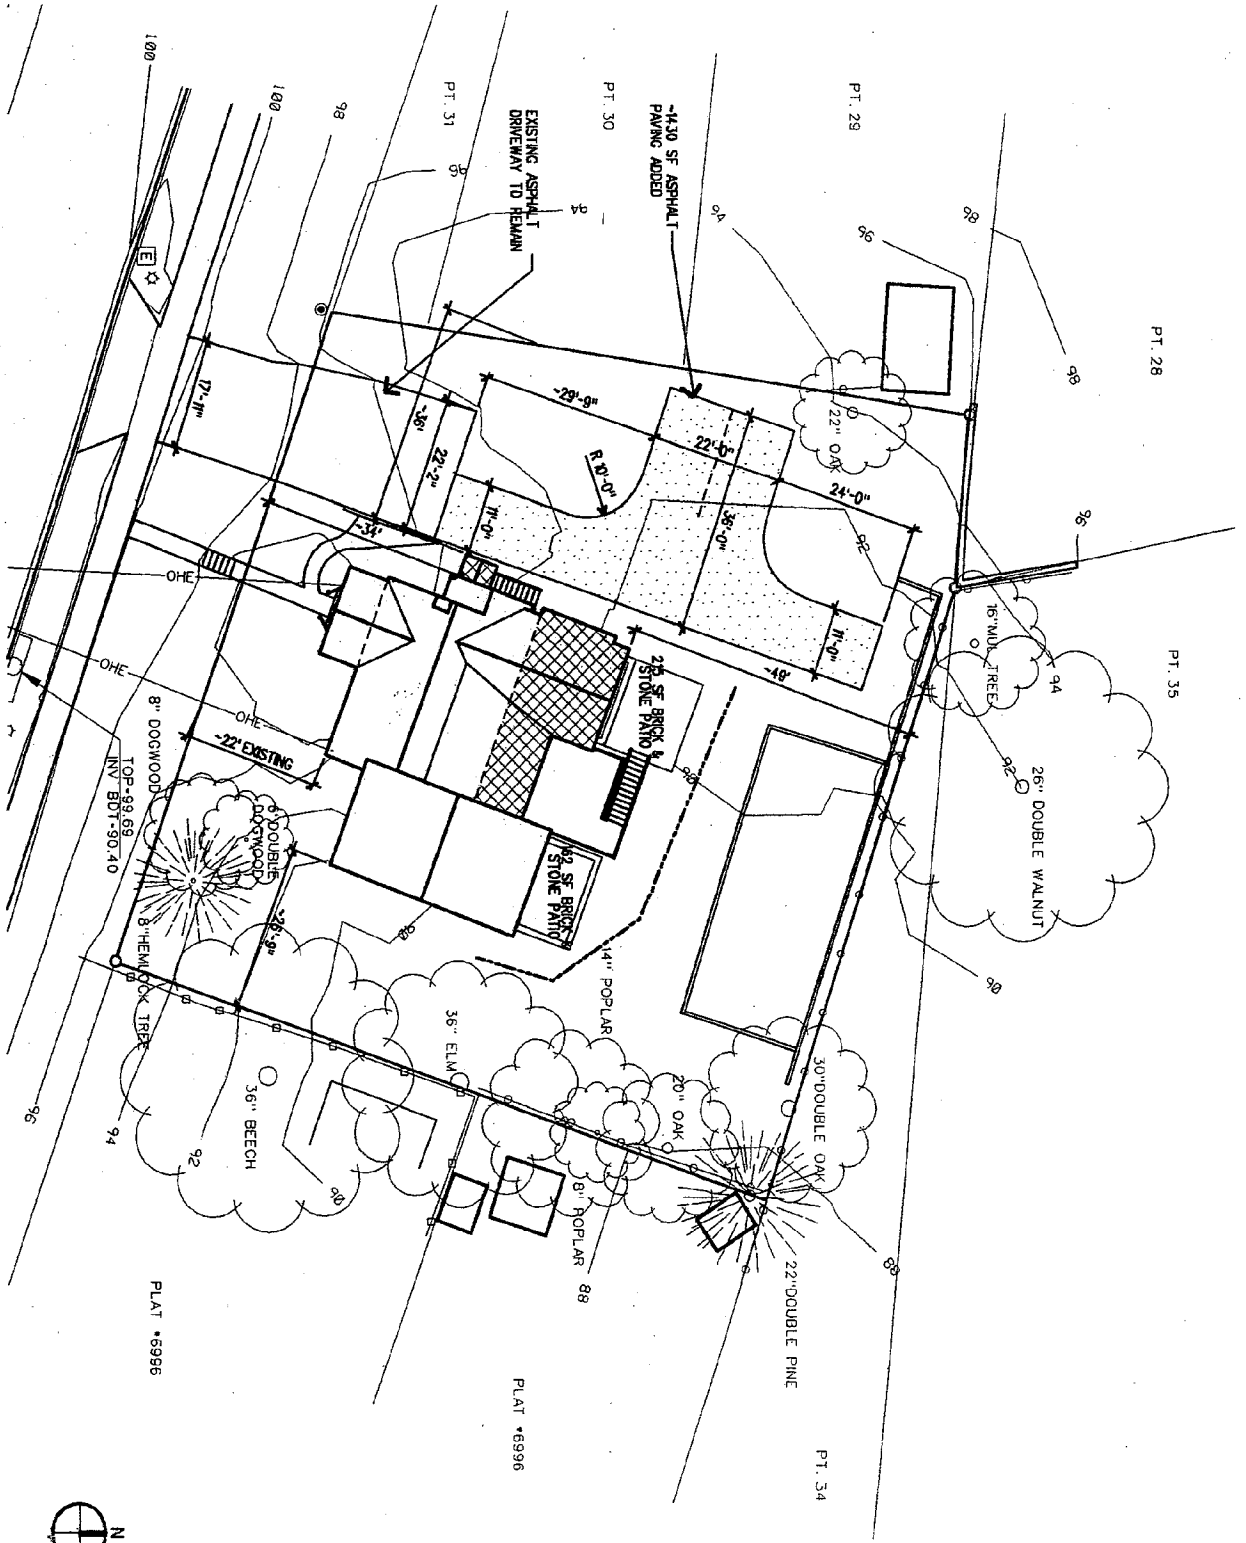 100
100
98
96
94
PT. 31
PT. 30
PT. 29
PT. 28
PT. 35
PT. 34
~1430 SF ASPHALT
PAVING ADDED
EXISTING ASPHALT
DRIVEWAY TO REMAIN
94
96
98
98
96
E
17'-11"
~36'
22'-2"
~29'-9"
22'-0"
24'-0"
R 10'-0"
36'-0"
11'-0"
11'-0"
~34'
~49'
22" OAK
92
16"MUL TREE
94
92
26" DOUBLE WALNUT
90
OHE
OHE
OHE
SF BRICK &
STONE PATIO
90
~22' EXISTING
8" DOGWOOD
6" DOUBLE
DOGWOOD
TOP=99.69
INV BDT=90.40
162 SF BRICK &
STONE PATIO
90
~26'-9"
8"HEMLOCK TREE
14" POPLAR
36" ELM
36" BEECH
20" OAK
30"DOUBLE OAK
8" POPLAR
22"DOUBLE PINE
96
94
92
90
88
88
PLAT *6996
PLAT *6996
N